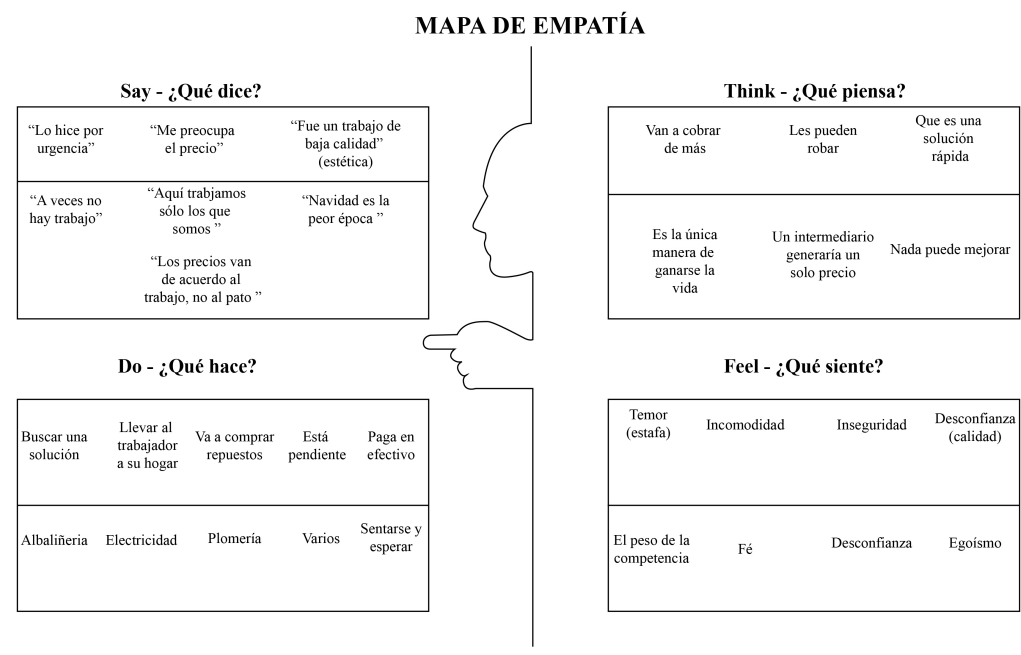 MAPA DE EMPATÍA
Say - ¿Qué dice?
“Lo hice por
urgencia”
“Me preocupa
el precio”
“Fue un trabajo de
baja calidad”
(estética)
“A veces no
hay trabajo”
“Aquí trabjamos
sólo los que
somos ”
“Navidad es la
peor época ”
“Los precios van
de acuerdo al
trabajo, no al pato ”
Think - ¿Qué piensa?
Van a cobrar
de más
Les pueden
robar
Que es una
solución
rápida
Es la única
manera de
ganarse la
vida
Un intermediario
generaría un
solo precio
Nada puede mejorar
Do - ¿Qué hace?
Buscar una
solución
Llevar al
trabajador
a su hogar
Va a comprar
repuestos
Está
pendiente
Paga en
efectivo
Albaliñeria
Electricidad
Plomería
Varios
Sentarse y
esperar
Feel - ¿Qué siente?
Temor
(estafa)
Incomodidad
Inseguridad
Desconfianza
(calidad)
El peso de la
competencia
Fé
Desconfianza
Egoísmo